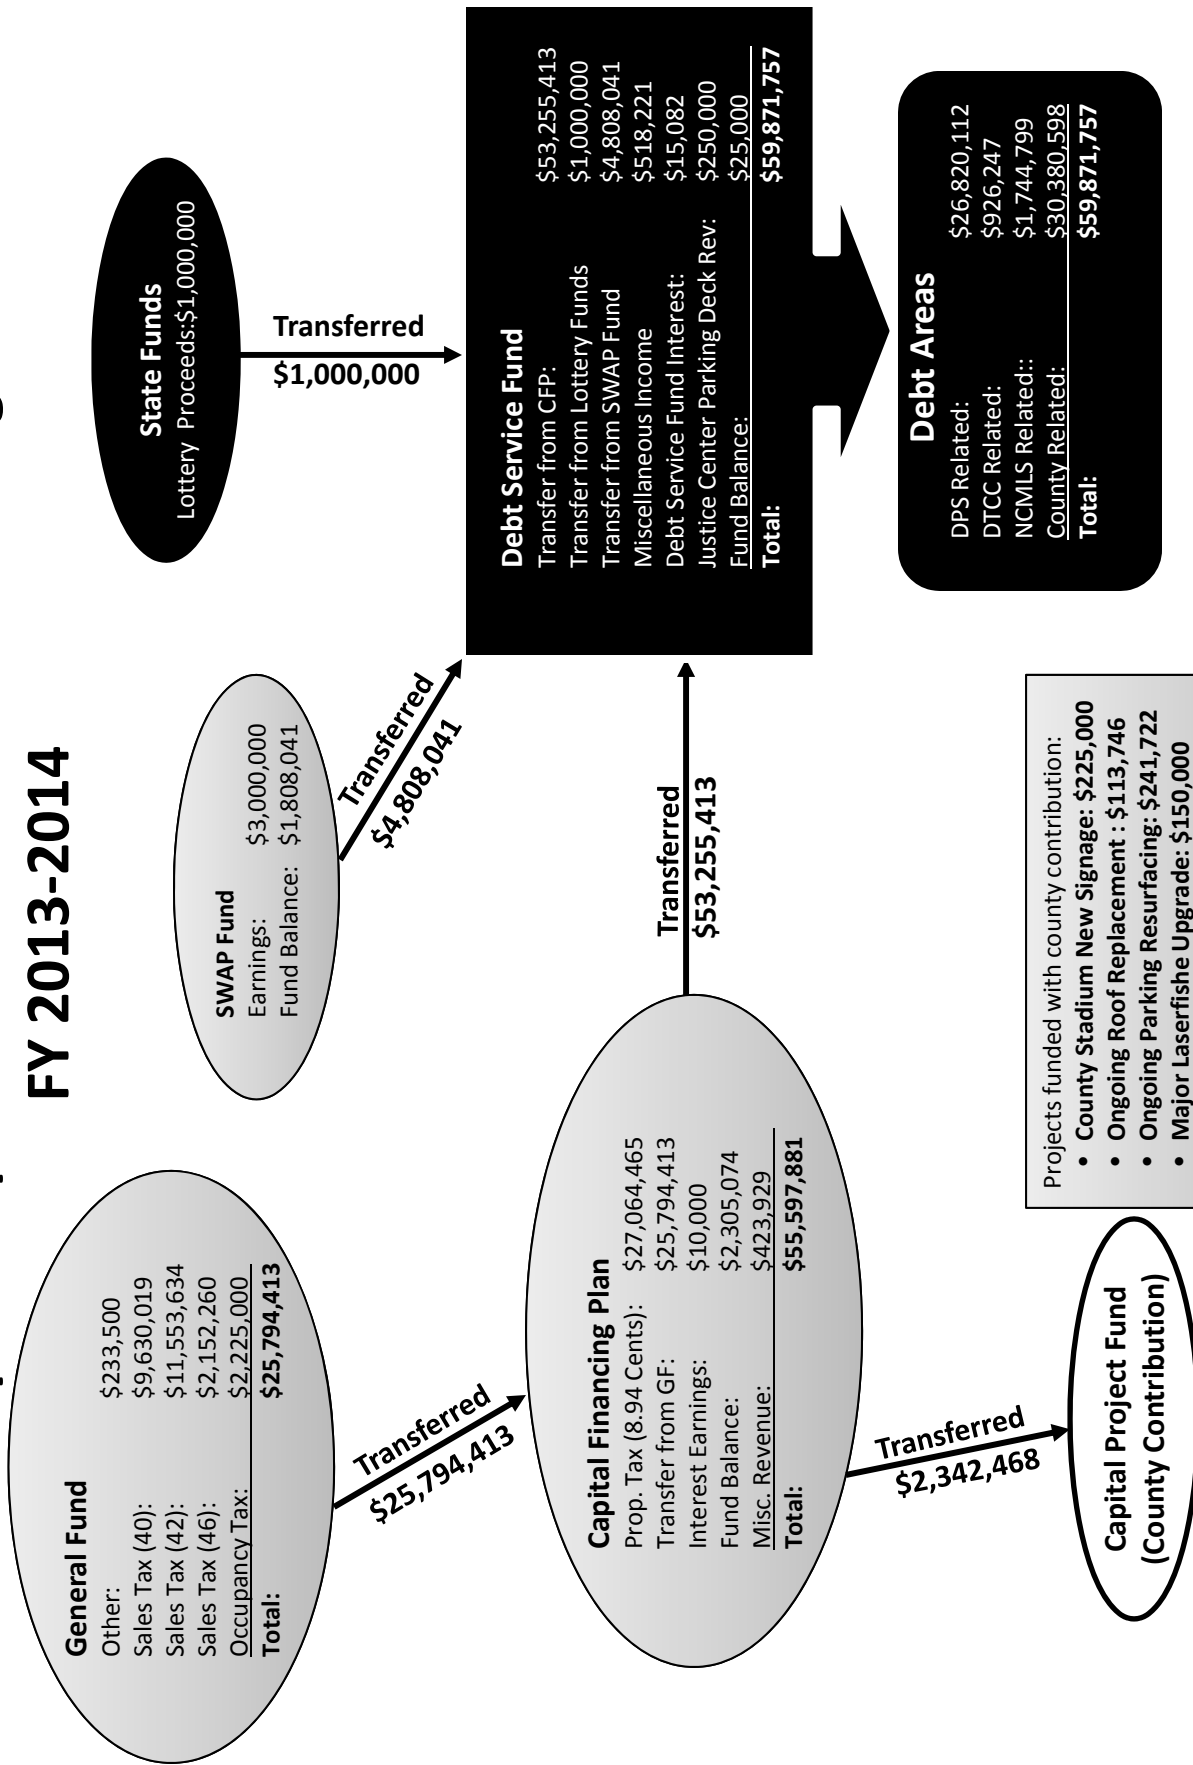 FY 2013-2014
General Fund
Other: $233,500
Sales Tax (40): $9,630,019
Sales Tax (42): $11,553,634
Sales Tax (46): $2,152,260
Occupancy Tax: $2,225,000
Total: $25,794,413
SWAP Fund
Earnings: $3,000,000
Fund Balance: $1,808,041
State Funds
Lottery Proceeds:$1,000,000
Transferred
$25,794,413
Transferred
$4,808,041
Transferred
$1,000,000
Capital Financing Plan
Prop. Tax (8.94 Cents): $27,064,465
Transfer from GF: $25,794,413
Interest Earnings: $10,000
Fund Balance: $2,305,074
Misc. Revenue: $423,929
Total: $55,597,881
Transferred
$53,255,413
Debt Service Fund
Transfer from CFP: $53,255,413
Transfer from Lottery Funds $1,000,000
Transfer from SWAP Fund $4,808,041
Miscellaneous Income $518,221
Debt Service Fund Interest: $15,082
Justice Center Parking Deck Rev: $250,000
Fund Balance: $25,000
Total: $59,871,757
Transferred
$2,342,468
Capital Project Fund
(County Contribution)
Projects funded with county contribution:
• County Stadium New Signage: $225,000
• Ongoing Roof Replacement : $113,746
• Ongoing Parking Resurfacing: $241,722
• Major Laserfishe Upgrade: $150,000
Debt Areas
DPS Related: $26,820,112
DTCC Related: $926,247
NCMLS Related:: $1,744,799
County Related: $30,380,598
Total: $59,871,757